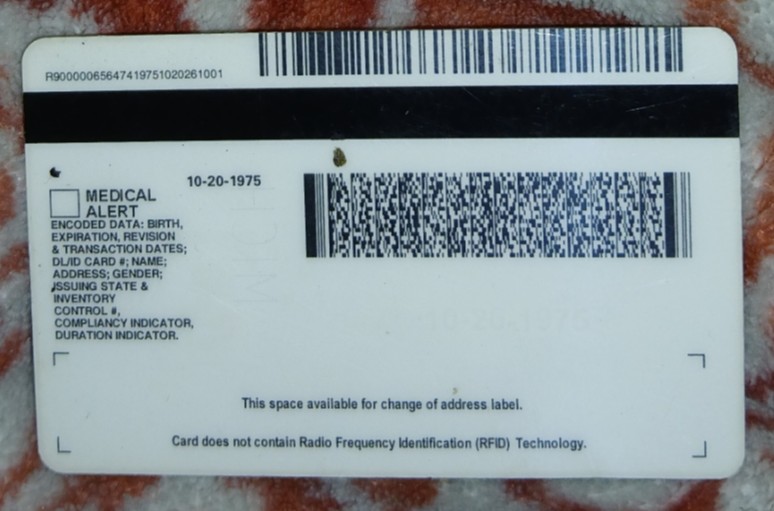 R90000065647419751020261001
10-20-1975
MEDICAL
ALERT
ENCODED DATA: BIRTH,
EXPIRATION, REVISION
& TRANSACTION DATES;
DL/ID CARD #; NAME;
ADDRESS; GENDER;
ISSUING STATE &
INVENTORY
CONTROL #,
COMPLIANCY INDICATOR,
DURATION INDICATOR.
This space available for change of address label.
Card does not contain Radio Frequency Identification (RFID) Technology.